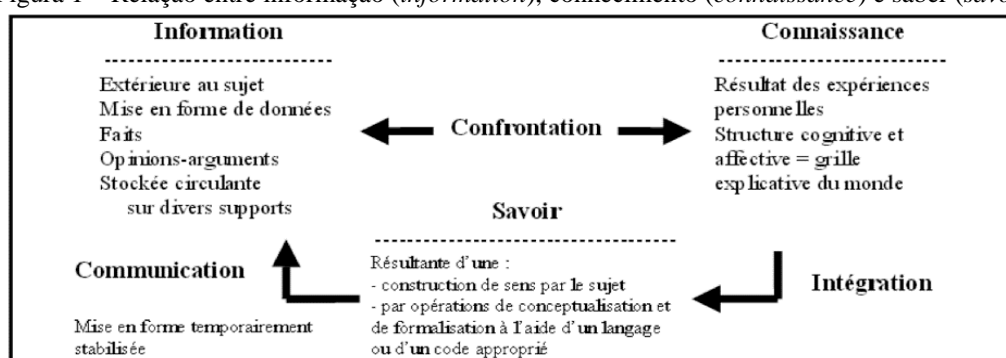 Figura 1 – Relação entre informação (information), conhecimento (connaissance) e saber
Information
Extérieure au sujet
Mise en forme de données
Faits
Opinions-arguments
Stockée circulante
sur divers supports
Confrontation
Connaissance
Résultat des expériences
personnelles
Structure cognitive et
affective = grille
explicative du monde
Savoir
Résultante d'une :
- construction de sens par le sujet
- par opérations de conceptualisation et
de formalisation à l'aide d'un langage
ou d'un code approprié
Communication
Mise en forme temporairement
stabilisée
Intégration